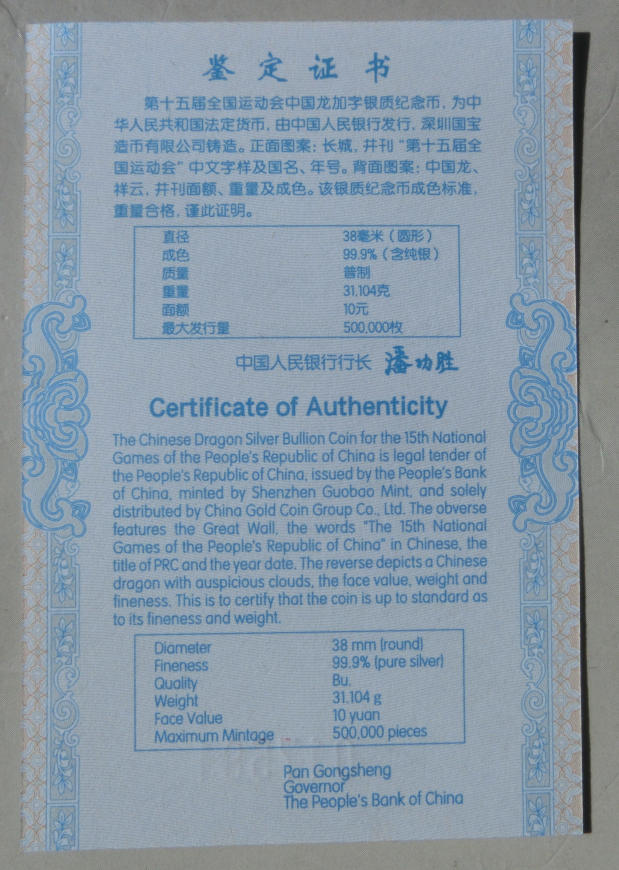 鉴定证书
第十五届全国运动会中国龙加字银质纪念币，为中
华人民共和国法定货币，由中国人民银行发行，深圳国宝
造币有限公司铸造。正面图案：长城，并刊“第十五届全
国运动会”中文字样及国名、年号。背面图案：中国龙、
祥云，并刊面额、重量及成色。该银质纪念币成色标准，
重量合格，谨此证明。
直径 38毫米（圆形）
成色 99.9%（含纯银）
质量 普制
重量 31.104克
面额 10元
最大发行量 500,000枚
中国人民银行行长 潘功胜
Certificate of Authenticity
The Chinese Dragon Silver Bullion Coin for the 15th National
Games of the People's Republic of China is legal tender of
the People's Republic of China, issued by the People's Bank
of China, minted by Shenzhen Guobao Mint, and solely
distributed by China Gold Coin Group Co., Ltd. The obverse
features the Great Wall, the words "The 15th National
Games of the People's Republic of China" in Chinese, the
title of PRC and the year date. The reverse depicts a Chinese
dragon with auspicious clouds, the face value, weight and
fineness. This is to certify that the coin is up to standard as
to its fineness and weight.
Diameter 38 mm (round)
Fineness 99.9% (pure silver)
Quality Bu.
Weight 31.104 g
Face Value 10 yuan
Maximum Mintage 500,000 pieces
Pan Gongsheng
Governor
The People's Bank of China